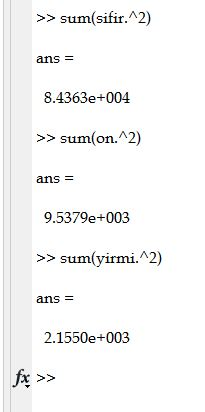 >> sum(sifir.^2)
ans =
8.4363e+004
>> sum(on.^2)
ans =
9.5379e+003
>> sum(yirmi.^2)
ans =
2.1550e+003
fx >>